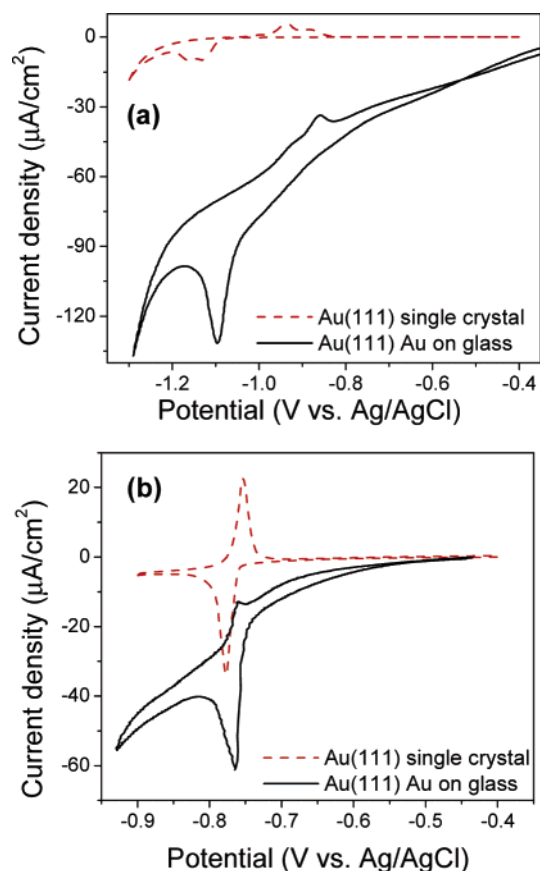 0
-30
-60
-90
-120
Current density (μA/cm²)
(a)
Au(111) single crystal
Au(111) Au on glass
-1.2 -1.0 -0.8 -0.6 -0.4
Potential (V vs. Ag/AgCl)
20
0
-20
-40
-60
Current density (μA/cm²)
(b)
Au(111) single crystal
Au(111) Au on glass
-0.9 -0.8 -0.7 -0.6 -0.5 -0.4
Potential (V vs. Ag/AgCl)